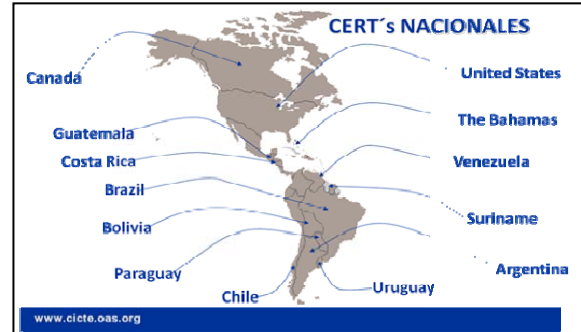 CERT´s NACIONALES
Canada
United States
The Bahamas
Guatemala
Costa Rica
Venezuela
Brazil
Suriname
Bolivia
Argentina
Paraguay
Chile
Uruguay
www.cicte.oas.org